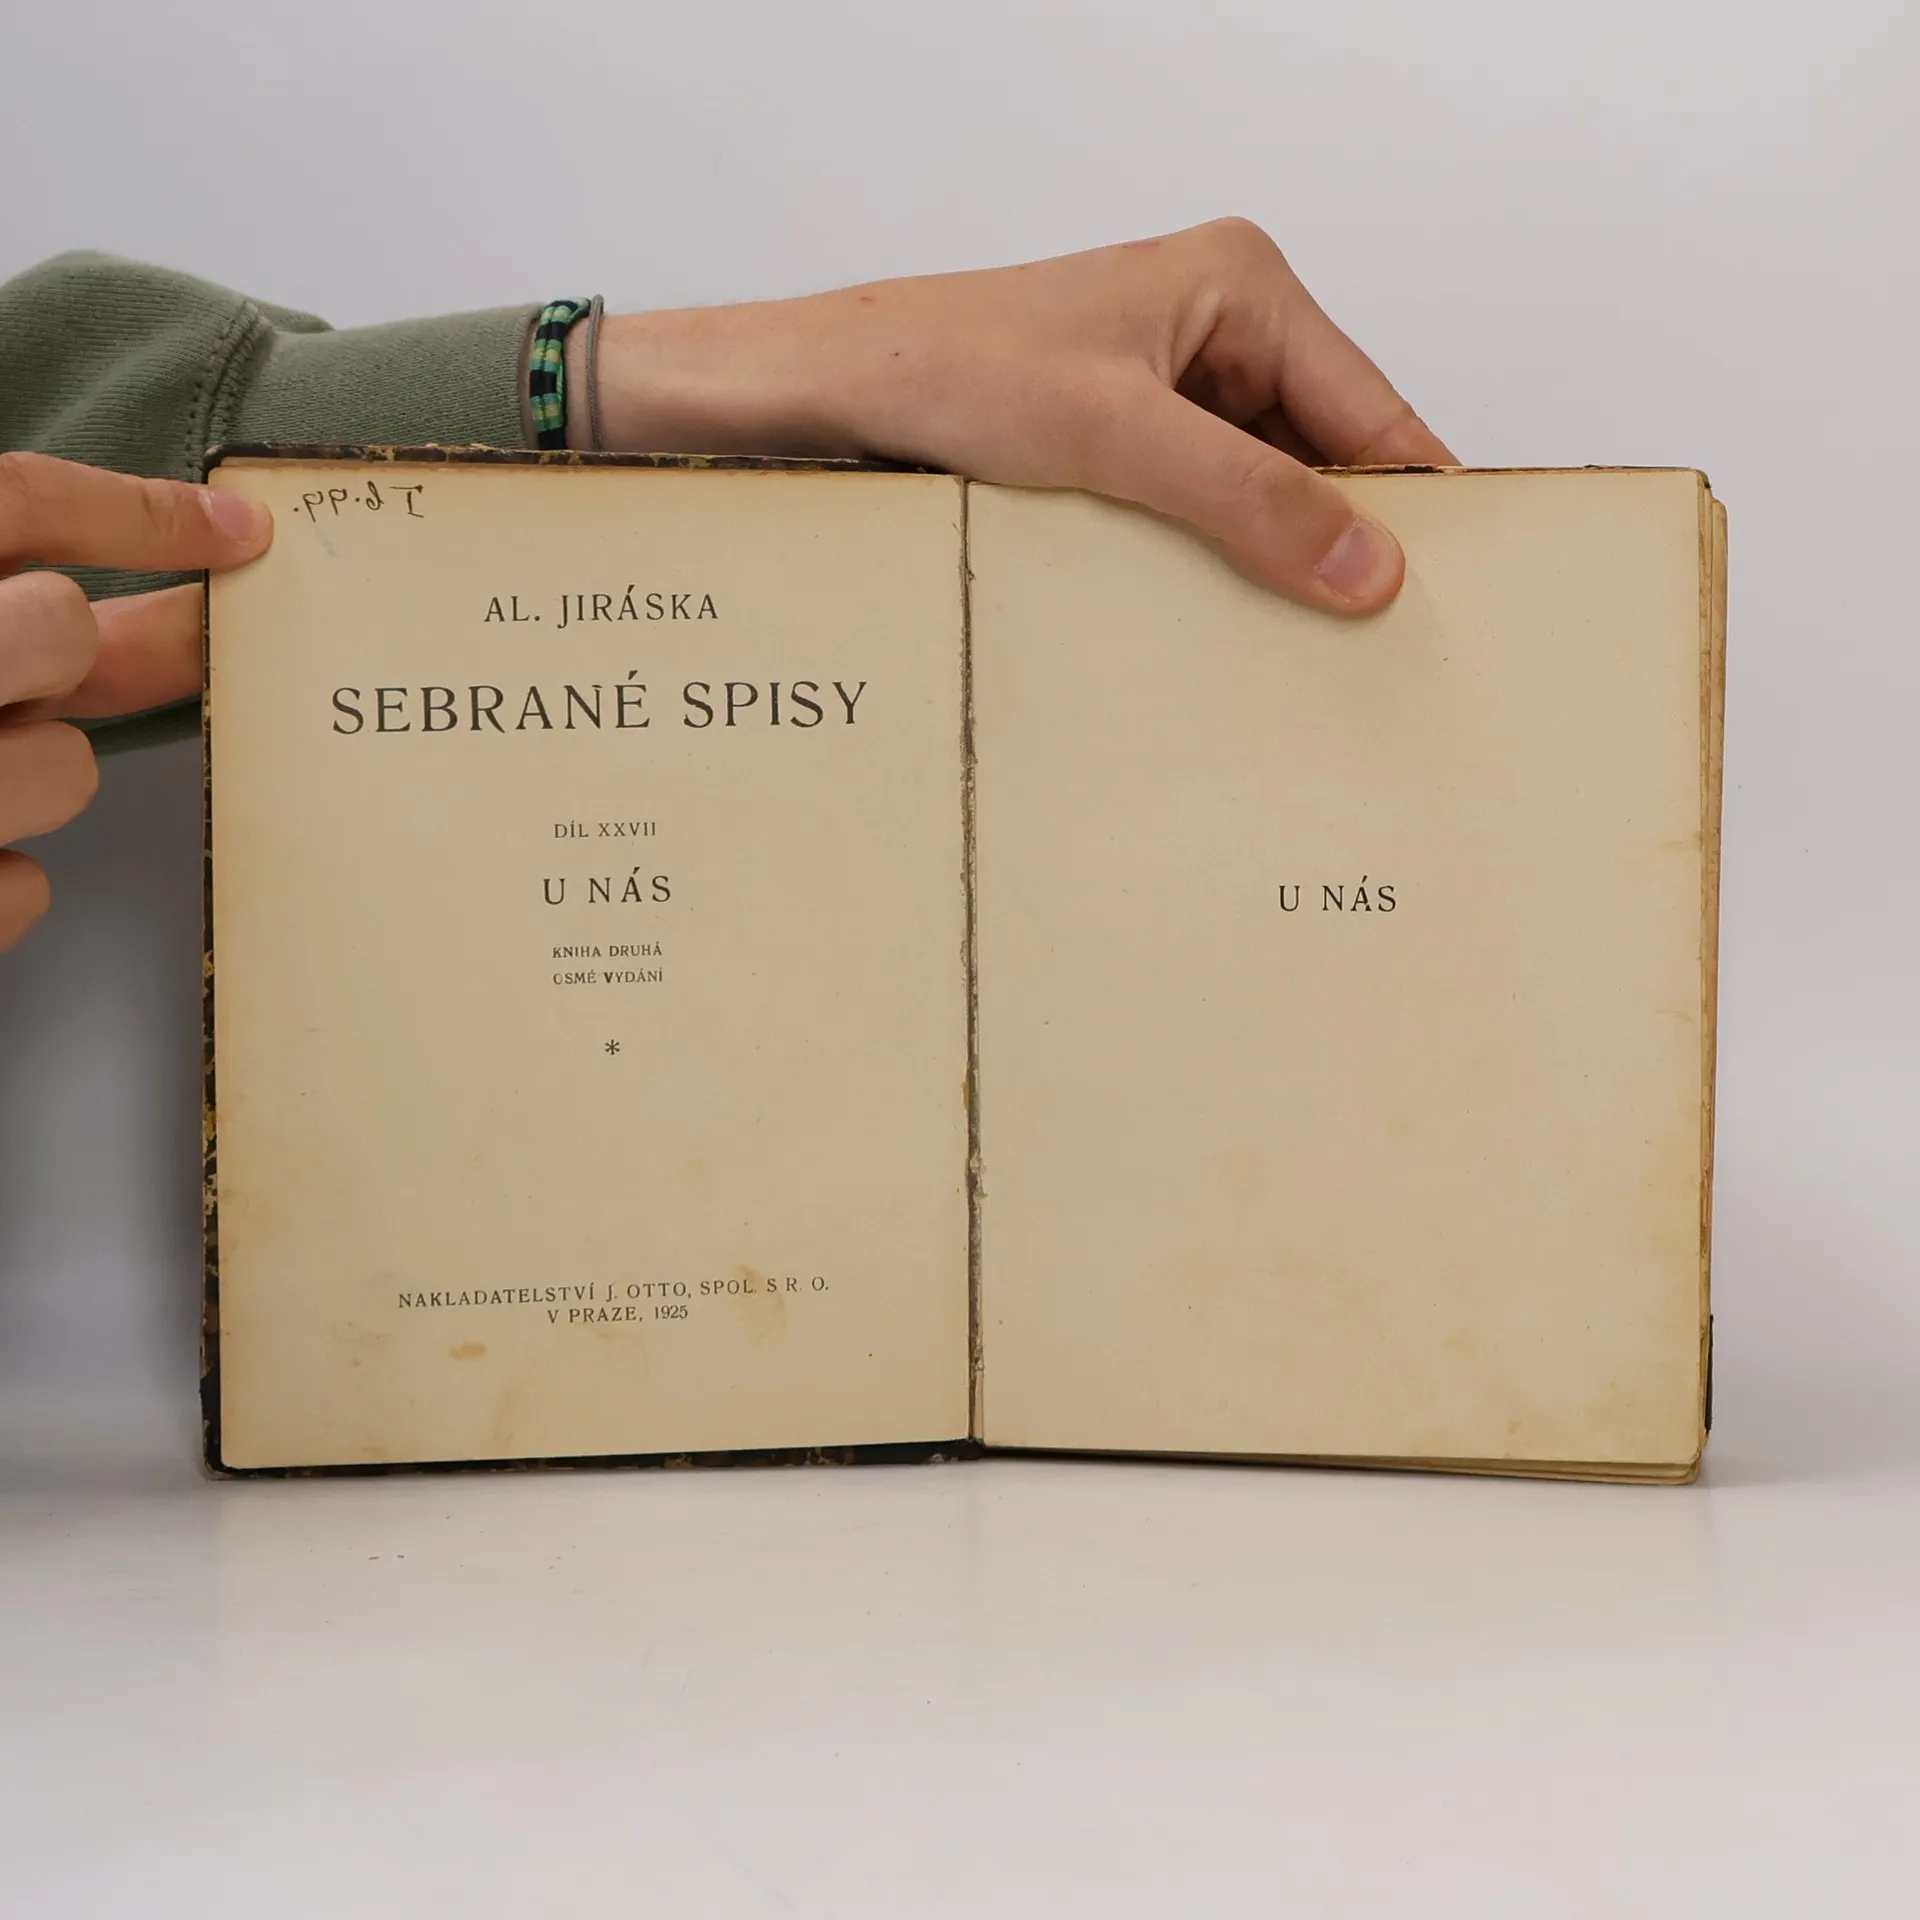 AL. JIRÁSKA
SEBRANÉ SPISY
DÍL XXVII
U NÁS
KNIHA DRUHÁ
OSMÉ VYDÁNÍ
*
NAKLADATELSTVÍ J. OTTO, SPOL. S R. O.
V PRAZE, 1925
U NÁS